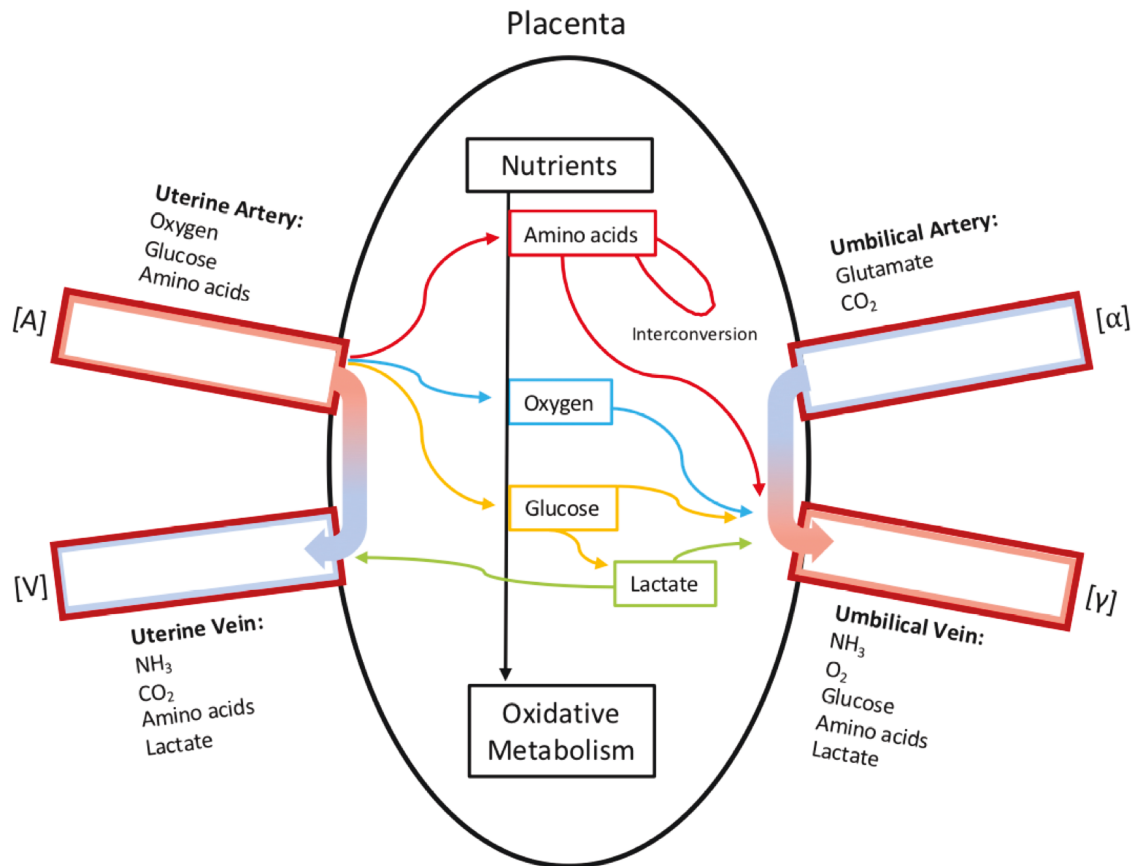 Placenta
Nutrients
Uterine Artery:
Oxygen
Glucose
Amino acids
[A]
Amino acids
Interconversion
Oxygen
Glucose
Lactate
Umbilical Artery:
Glutamate
CO₂
[α]
[V]
Uterine Vein:
NH₃
CO₂
Amino acids
Lactate
Oxidative
Metabolism
[γ]
Umbilical Vein:
NH₃
O₂
Glucose
Amino acids
Lactate